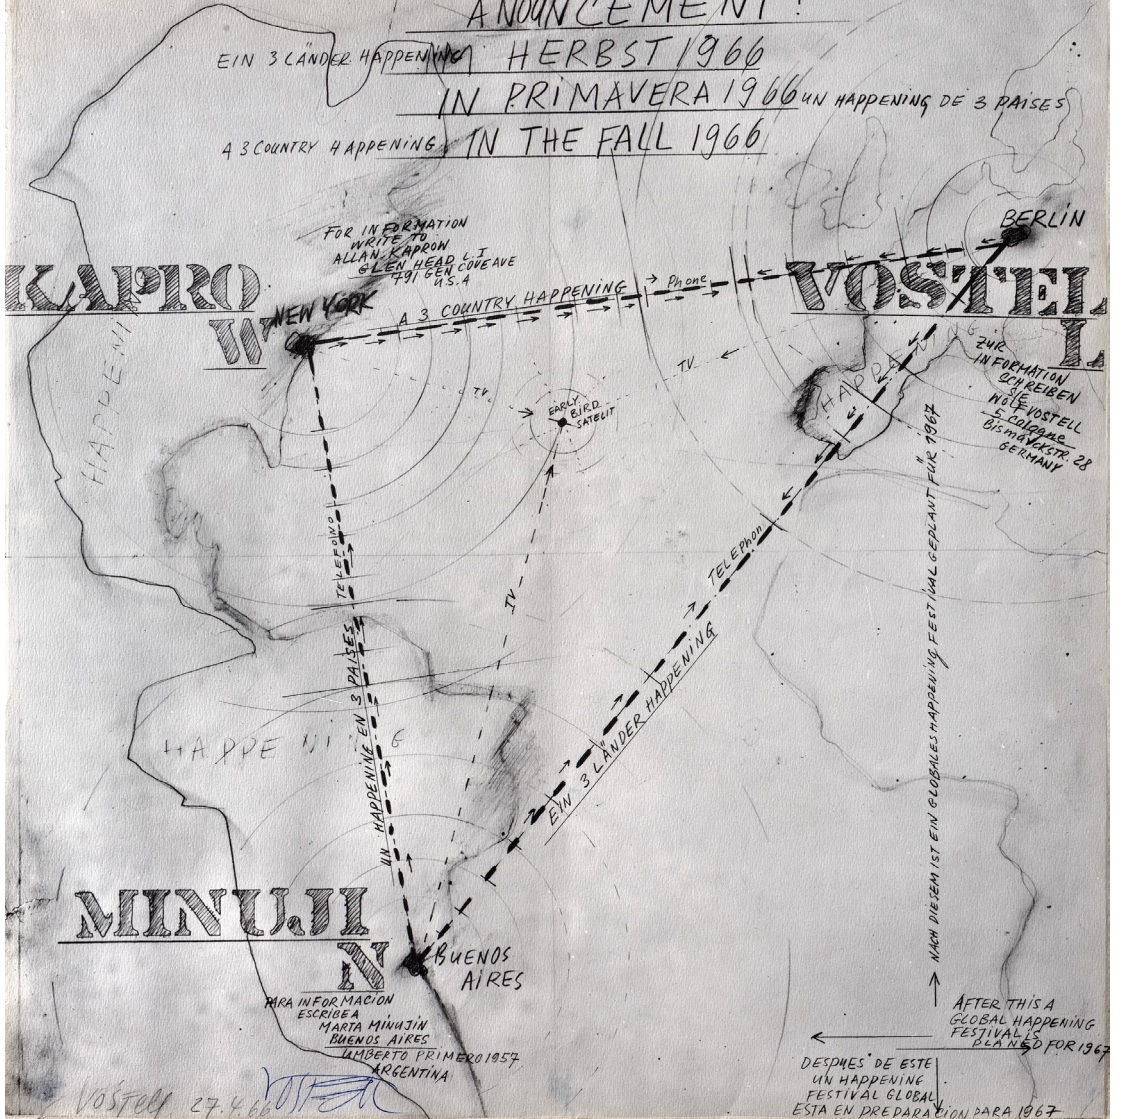 ANOUNCEMENT!
EIN 3 LÄNDER HAPPENING HERBST 1966
IN PRIMAVERA 1966 UN HAPPENING DE 3 PAISES
A 3 COUNTRY HAPPENING IN THE FALL 1966
FOR INFORMATION
WRITE TO
ALLAN KAPROW
GLEN HEAD L.I
791 GEN COVE AVE
U.S.A
BERLIN
KAPRO
W
NEW YORK
VOSTEL
L
A 3 COUNTRY HAPPENING
Phone
TV
TV
EARLY
BIRD
SATELIT
ZUR
INFORMATION
SCHREIBEN
SIE
WOLF VOSTELL
5 Cologne
Bismarckstr. 28
GERMANY
HAPPENING
HAPPENING
TELEFONO
UN HAPPENING EN 3 PAISES
TV
TELEPhon
EIN 3 LÄNDER HAPPENING
HAPPENING
NACH DIESEM IST EIN GLOBALES HAPPENING FESTIVAL GEPLANT FÜR 1967
MINUJI
N
BUENOS
AIRES
PARA INFORMACION
ESCRIBE A
MARTA MINUJÍN
BUENOS AIRES
UMBERTO PRIMERO 1957
ARGENTINA
AFTER THIS A
GLOBAL HAPPENING
FESTIVAL IS
PLANED FOR 1967
DESPUES DE ESTE
UN HAPPENING
FESTIVAL GLOBAL
ESTA EN PREPARACION PARA 1967
Vostell 27.4.66
VOSTELL